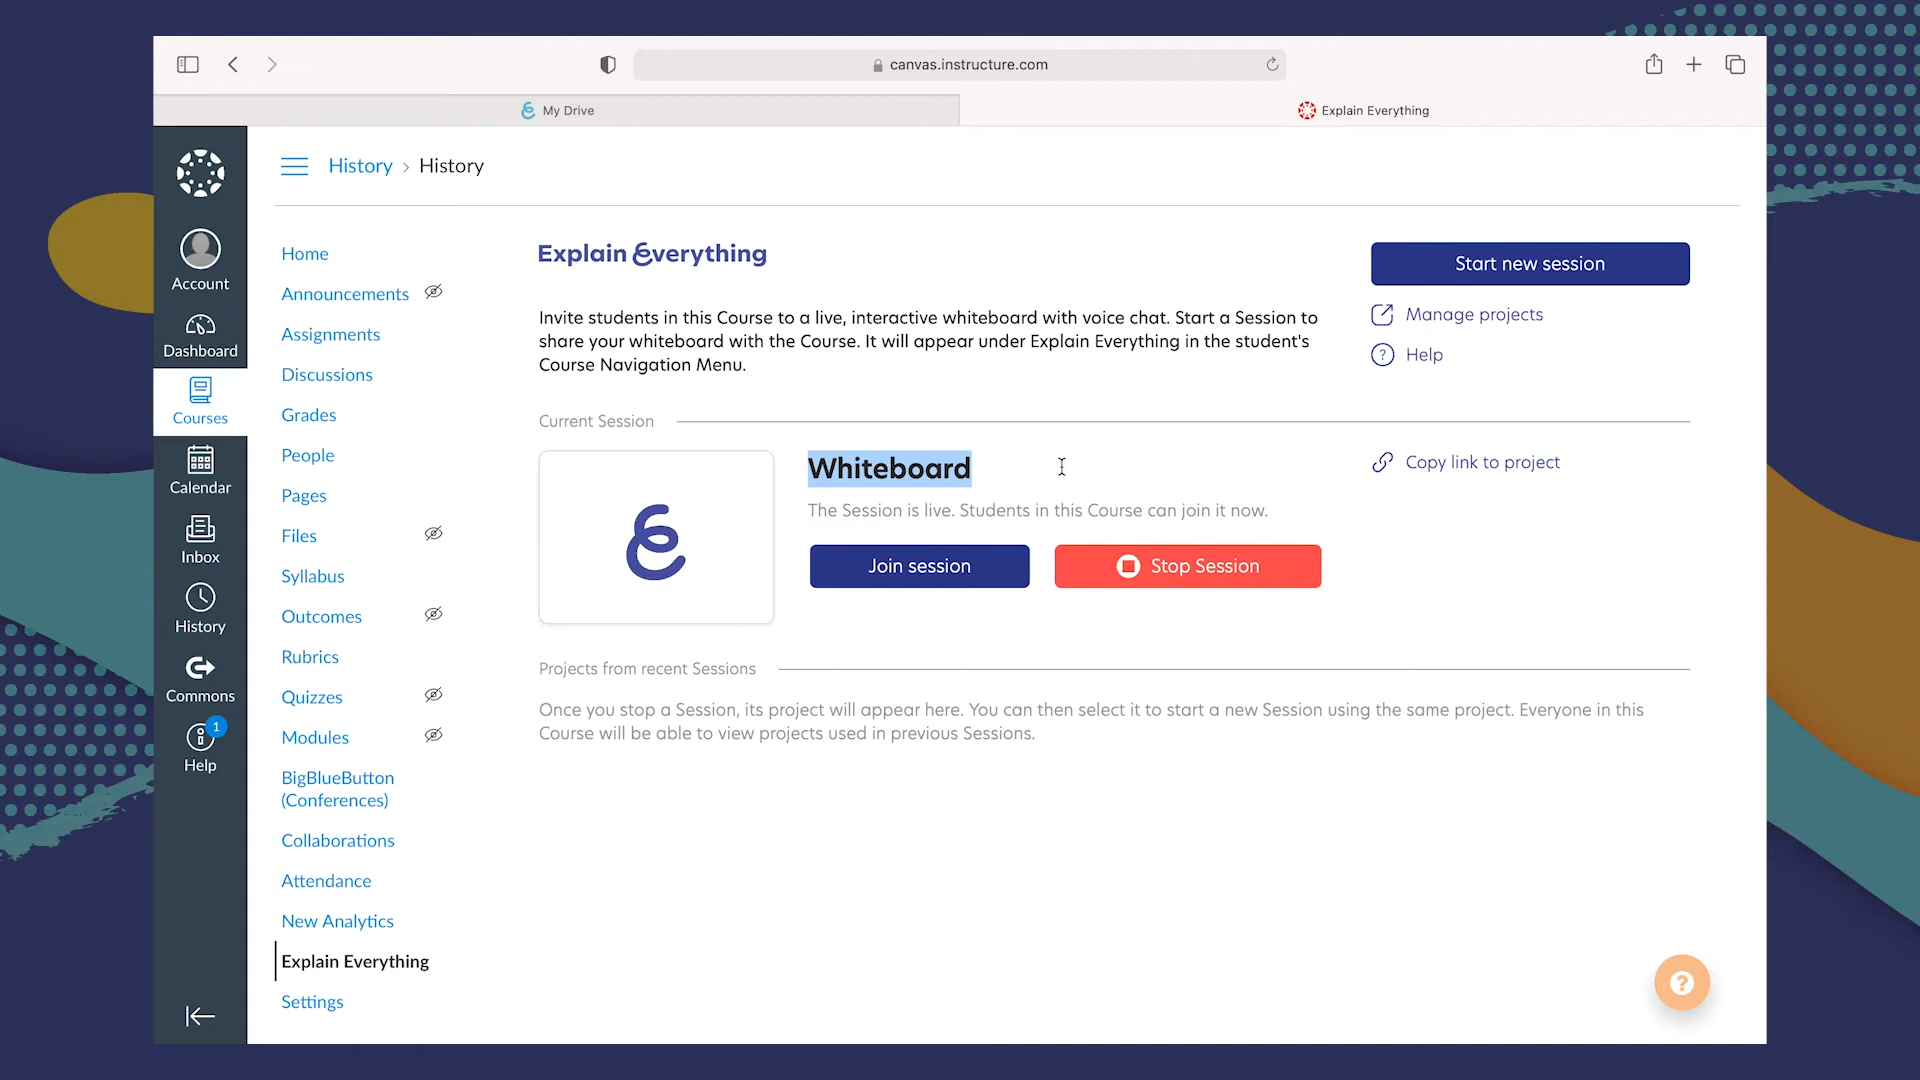 canvas.instructure.com
My Drive
Explain Everything
History › History
Account
Dashboard
Courses
Calendar
Inbox
History
Commons
1
Help
Home
Announcements
Assignments
Discussions
Grades
People
Pages
Files
Syllabus
Outcomes
Rubrics
Quizzes
Modules
BigBlueButton
(Conferences)
Collaborations
Attendance
New Analytics
Explain Everything
Settings
Explain Everything
Invite students in this Course to a live, interactive whiteboard with voice chat. Start a Session to
share your whiteboard with the Course. It will appear under Explain Everything in the student's
Course Navigation Menu.
Start new session
Manage projects
? Help
Current Session
Whiteboard
The Session is live. Students in this Course can join it now.
Join session
Stop Session
Copy link to project
Projects from recent Sessions
Once you stop a Session, its project will appear here. You can then select it to start a new Session using the same project. Everyone in this
Course will be able to view projects used in previous Sessions.
?